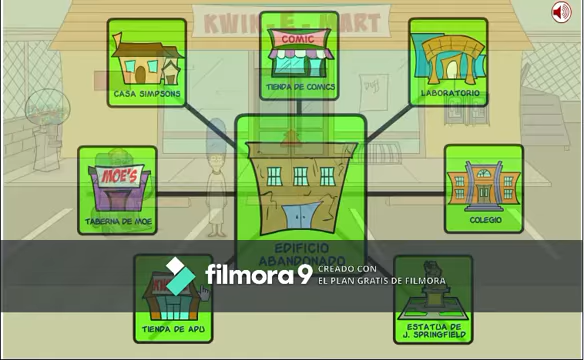 KWIK-E-MART
COMIC
CASA SIMPSONS
TIENDA DE COMICS
LABORATORIO
MOE'S
TABERNA DE MOE
COLEGIO
EDIFICIO
ABANDONADO
filmora9
CREADO CON
EL PLAN GRATIS DE FILMORA
TIENDA DE APU
ESTATUA DE
J. SPRINGFIELD